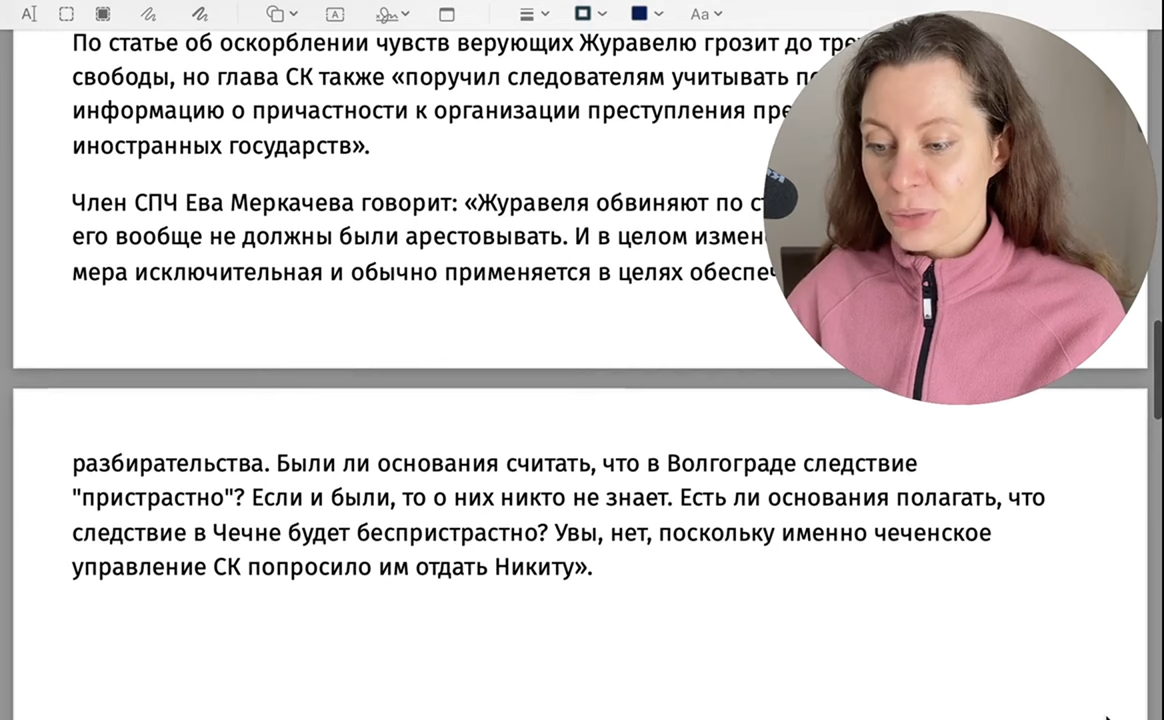 Aa
По статье об оскорблении чувств верующих Журавелю грозит до
свободы, но глава СК также «поручил следователям учитывать
информацию о причастности к организации преступления
иностранных государств».
Член СПЧ Ева Меркачева говорит: «Журавеля обвиняют по
его вообще не должны были арестовывать. И в целом
мера исключительная и обычно применяется в целях
разбирательства. Были ли основания считать, что в Волгограде следствие
"пристрастно"? Если и были, то о них никто не знает. Есть ли основания полагать, что
следствие в Чечне будет беспристрастно? Увы, нет, поскольку именно чеченское
управление СК попросило им отдать Никиту».